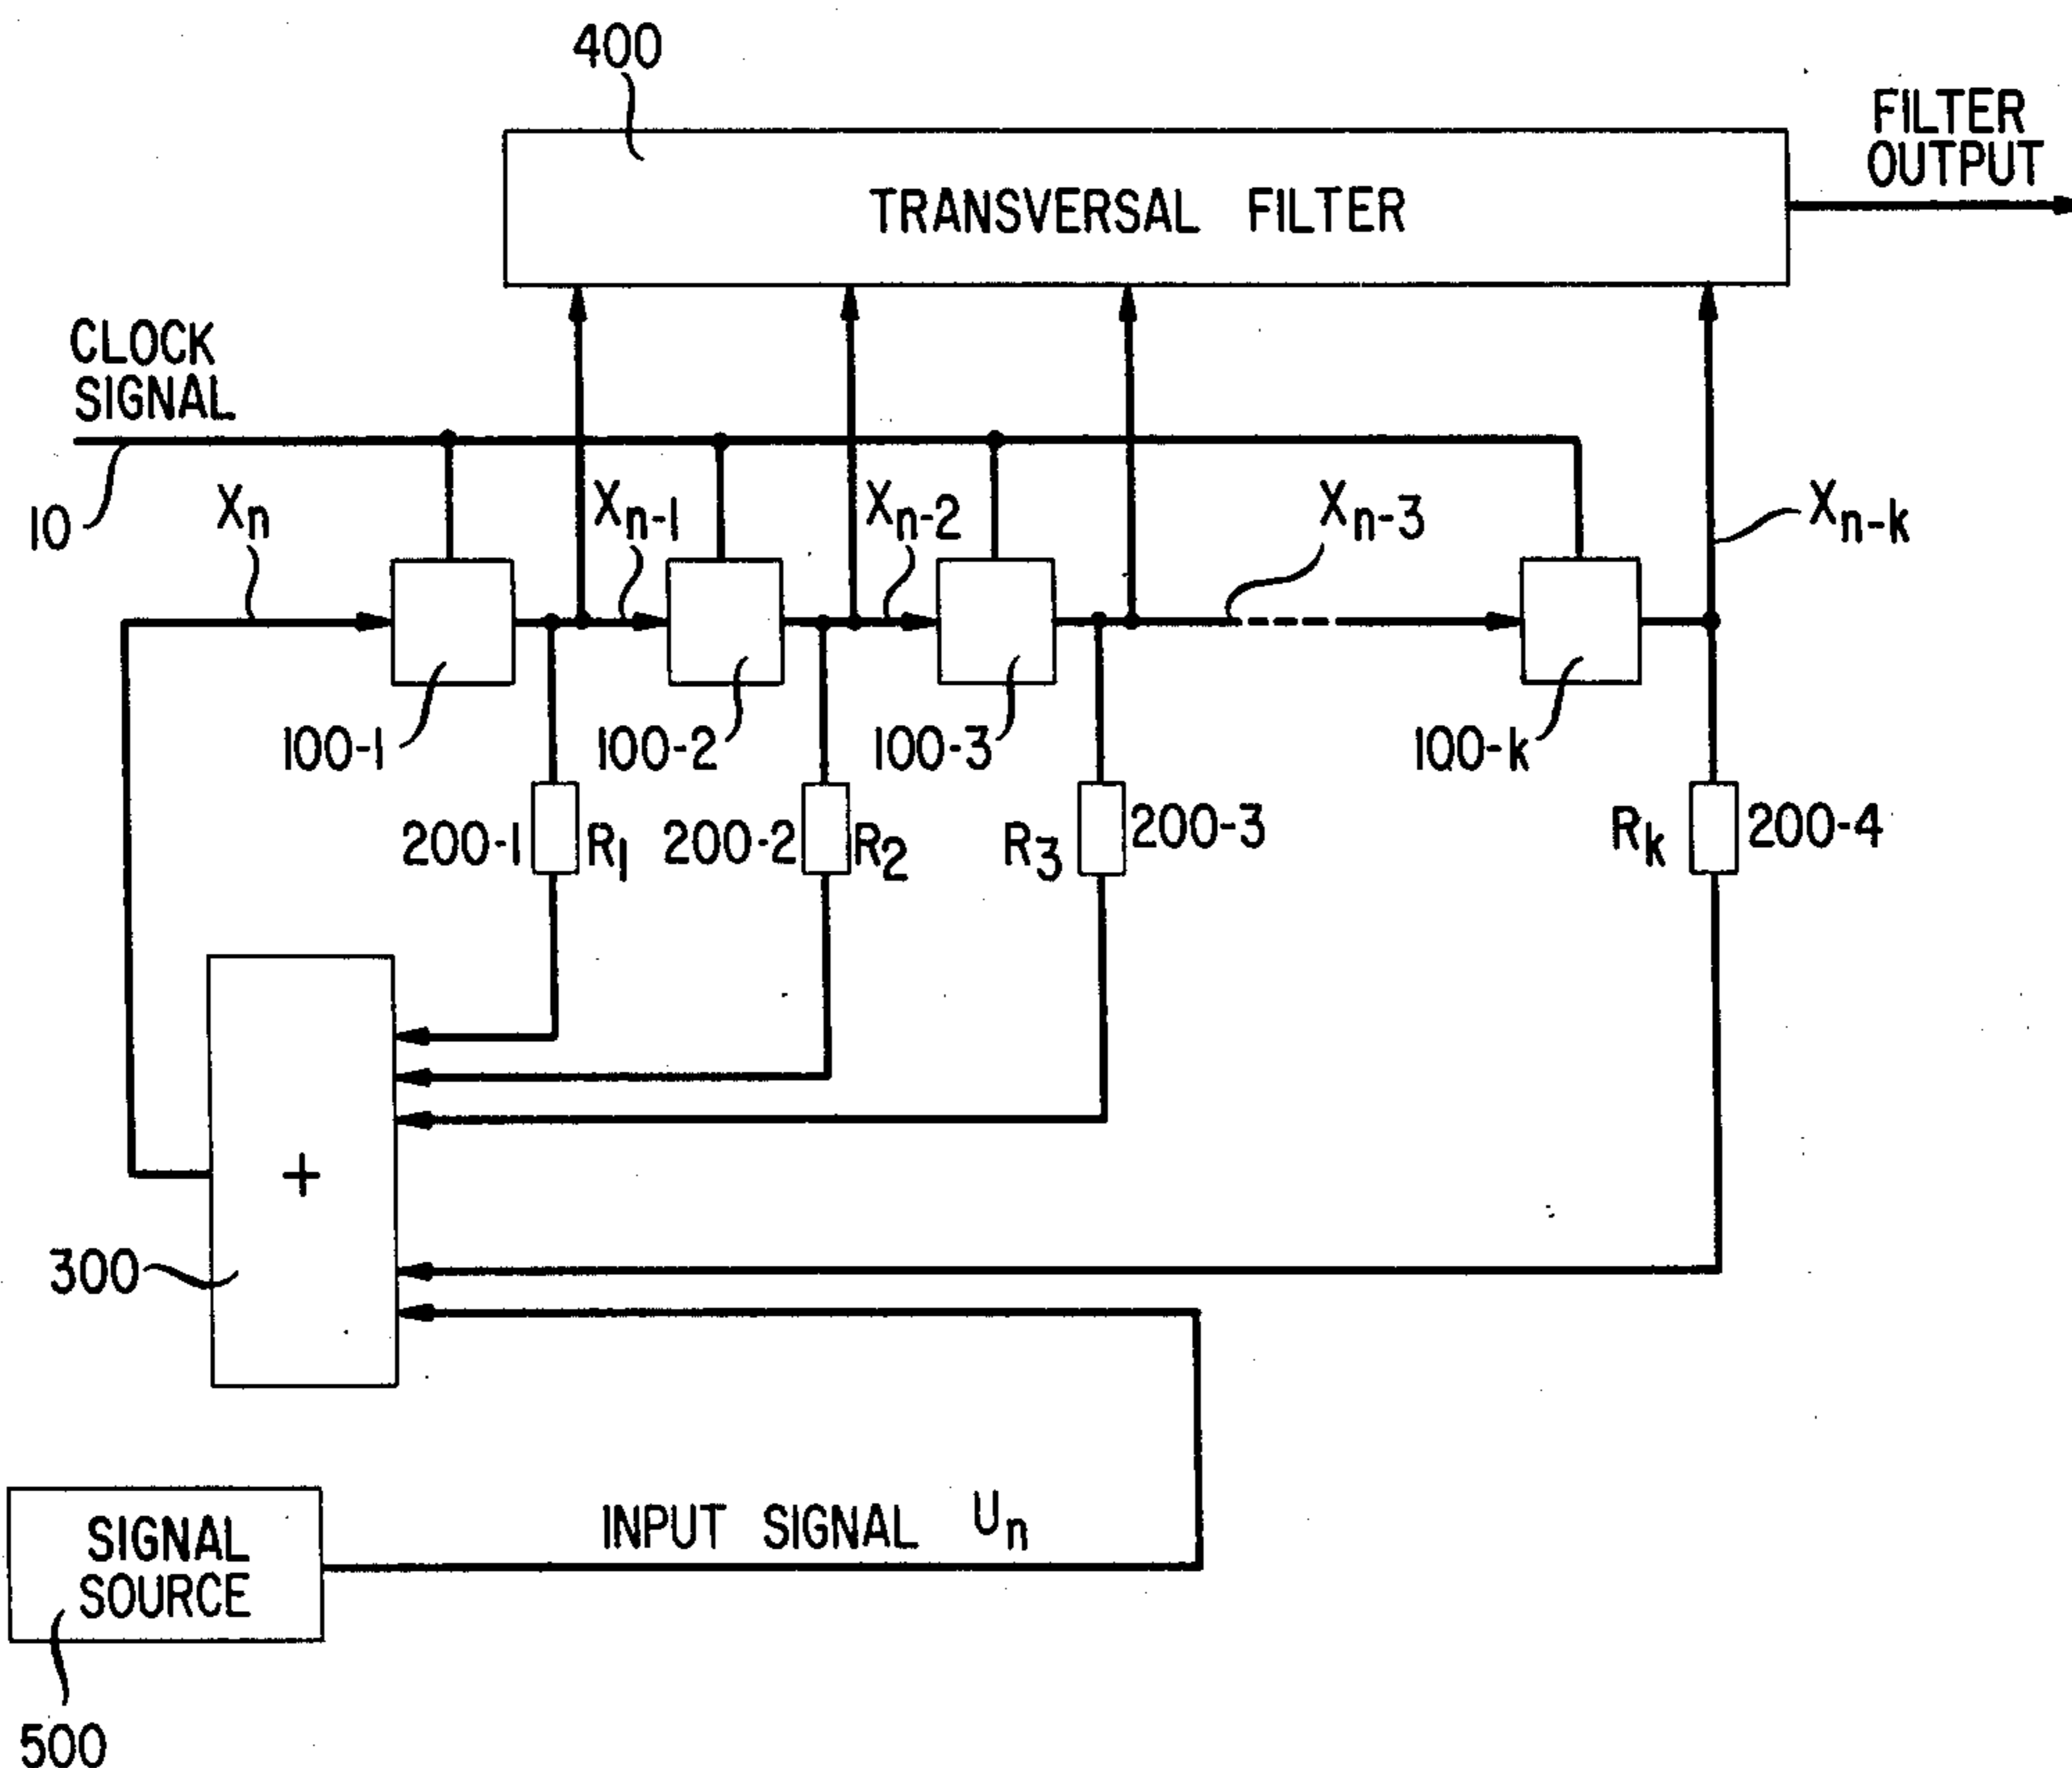 400
FILTER
OUTPUT
TRANSVERSAL FILTER
CLOCK
SIGNAL
10
Xn
Xn-1
Xn-2
Xn-3
Xn-k
100-1
100-2
100-3
100-k
200-1
R1
200-2
R2
R3
200-3
Rk
200-4
+
300
INPUT SIGNAL Un
SIGNAL
SOURCE
500